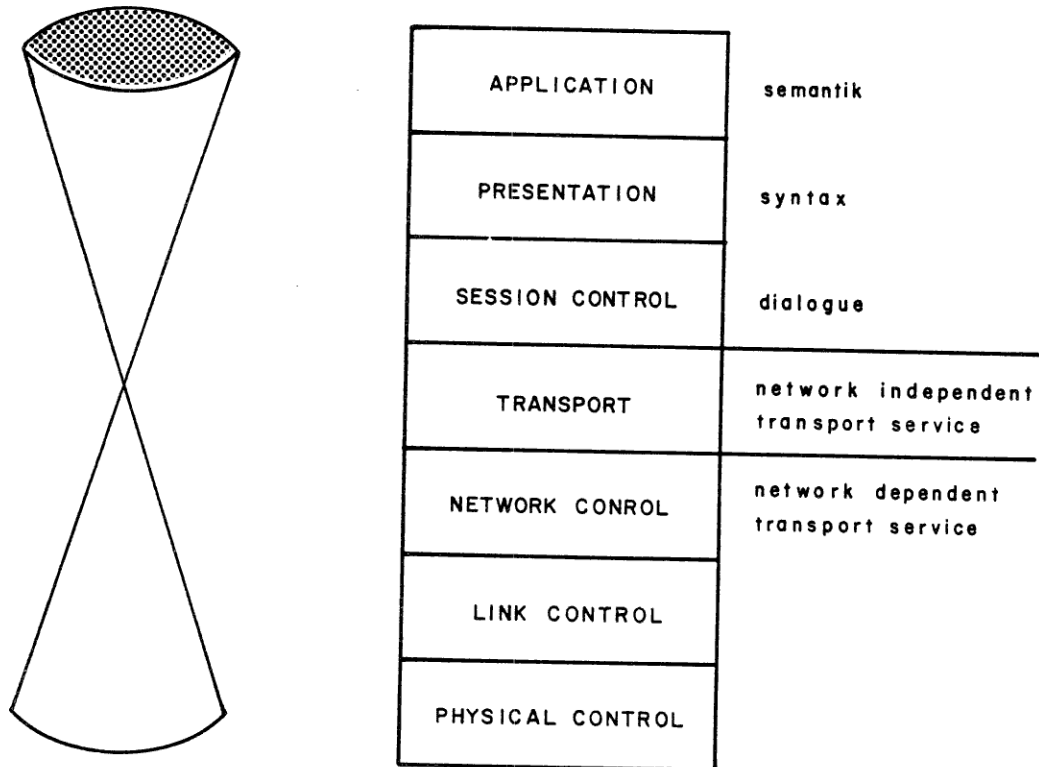 APPLICATION
semantik
PRESENTATION
syntax
SESSION CONTROL
dialogue
TRANSPORT
network independent
transport service
NETWORK CONROL
network dependent
transport service
LINK CONTROL
PHYSICAL CONTROL